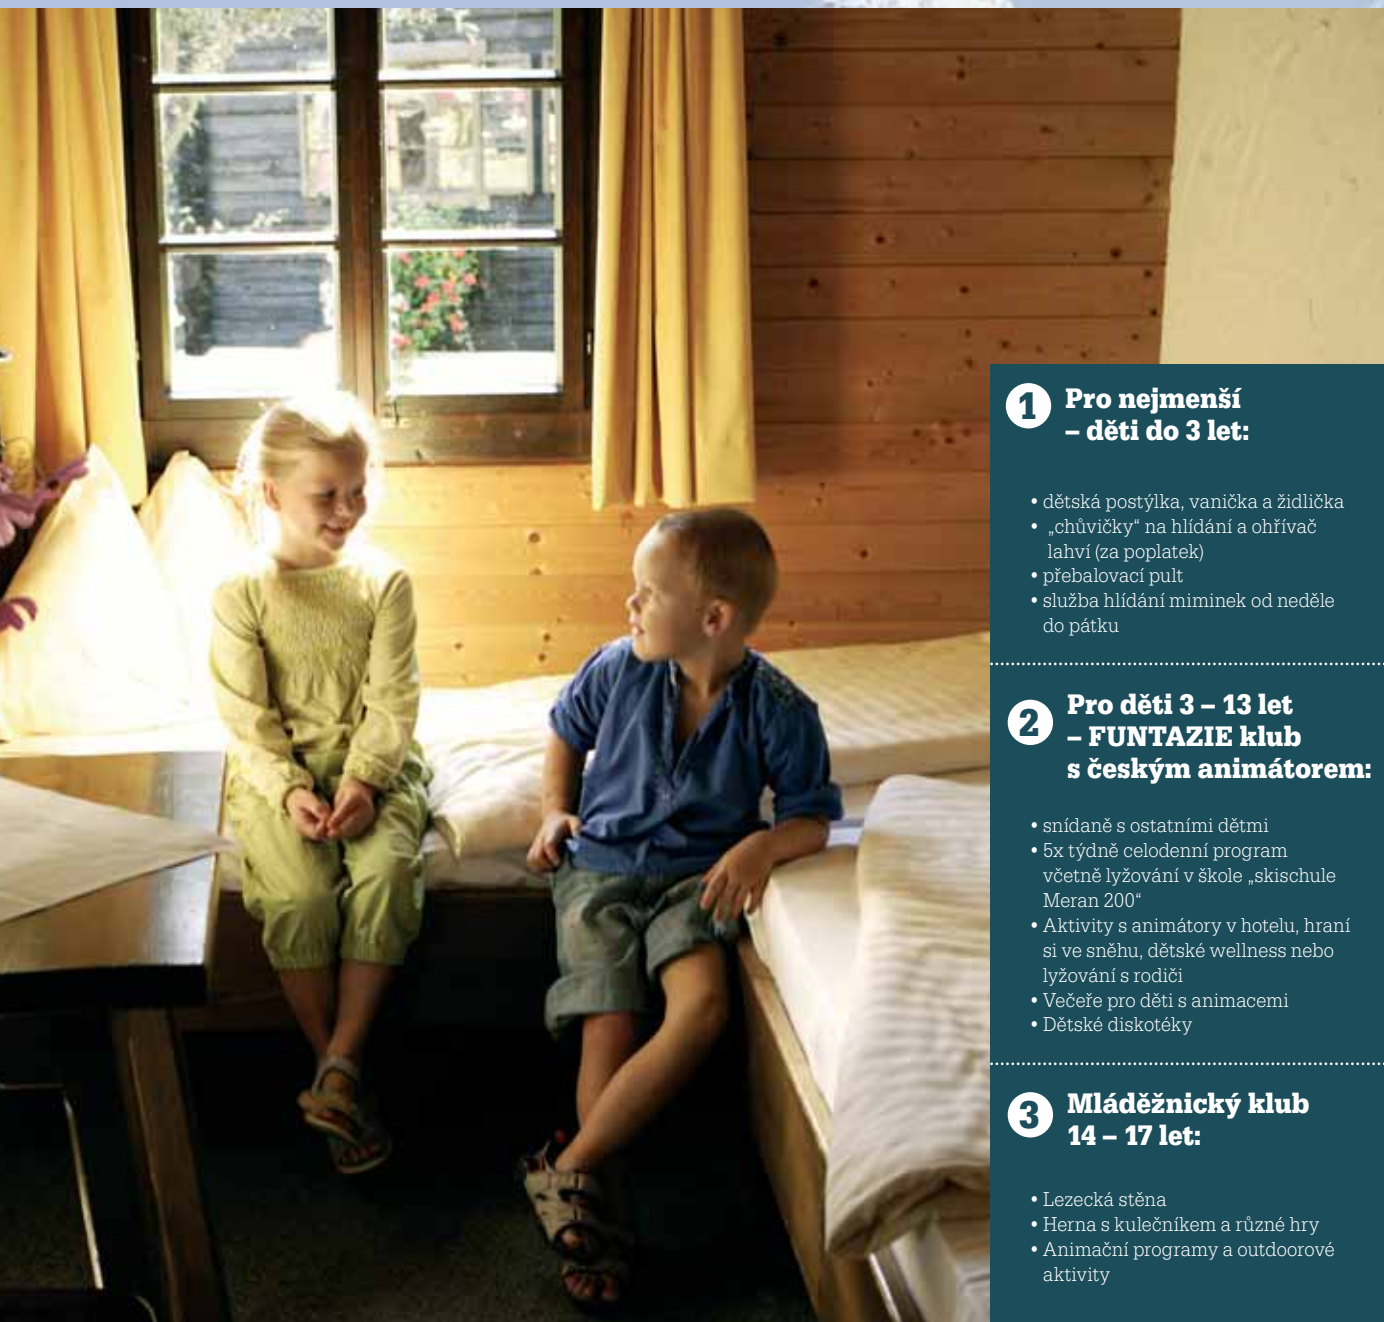 1 Pro nejmenší
– děti do 3 let:
• dětská postýlka, vanička a židlička
• „chůvičky“ na hlídání a ohřívač
lahví (za poplatek)
• přebalovací pult
• služba hlídání miminek od neděle
do pátku
2 Pro děti 3 – 13 let
– FUNTAZIE klub
s českým animátorem:
• snídaně s ostatními dětmi
• 5x týdně celodenní program
včetně lyžování v škole „skischule
Meran 200“
• Aktivity s animátory v hotelu, hraní
si ve sněhu, dětské wellness nebo
lyžování s rodiči
• Večeře pro děti s animacemi
• Dětské diskotéky
3 Mláděžnický klub
14 – 17 let:
• Lezecká stěna
• Herna s kulečníkem a různé hry
• Animační programy a outdoorové
aktivity